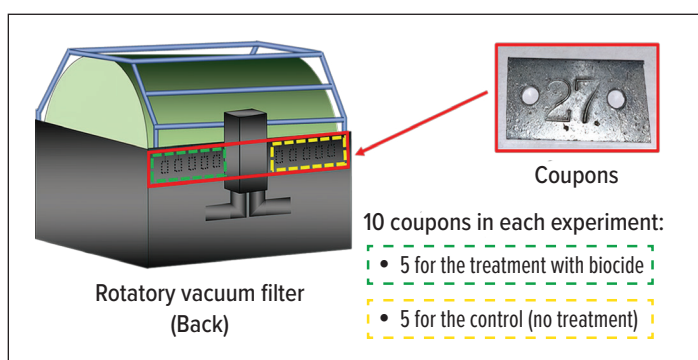 27
Coupons
10 coupons in each experiment:
• 5 for the treatment with biocide
• 5 for the control (no treatment)
Rotatory vacuum filter
(Back)